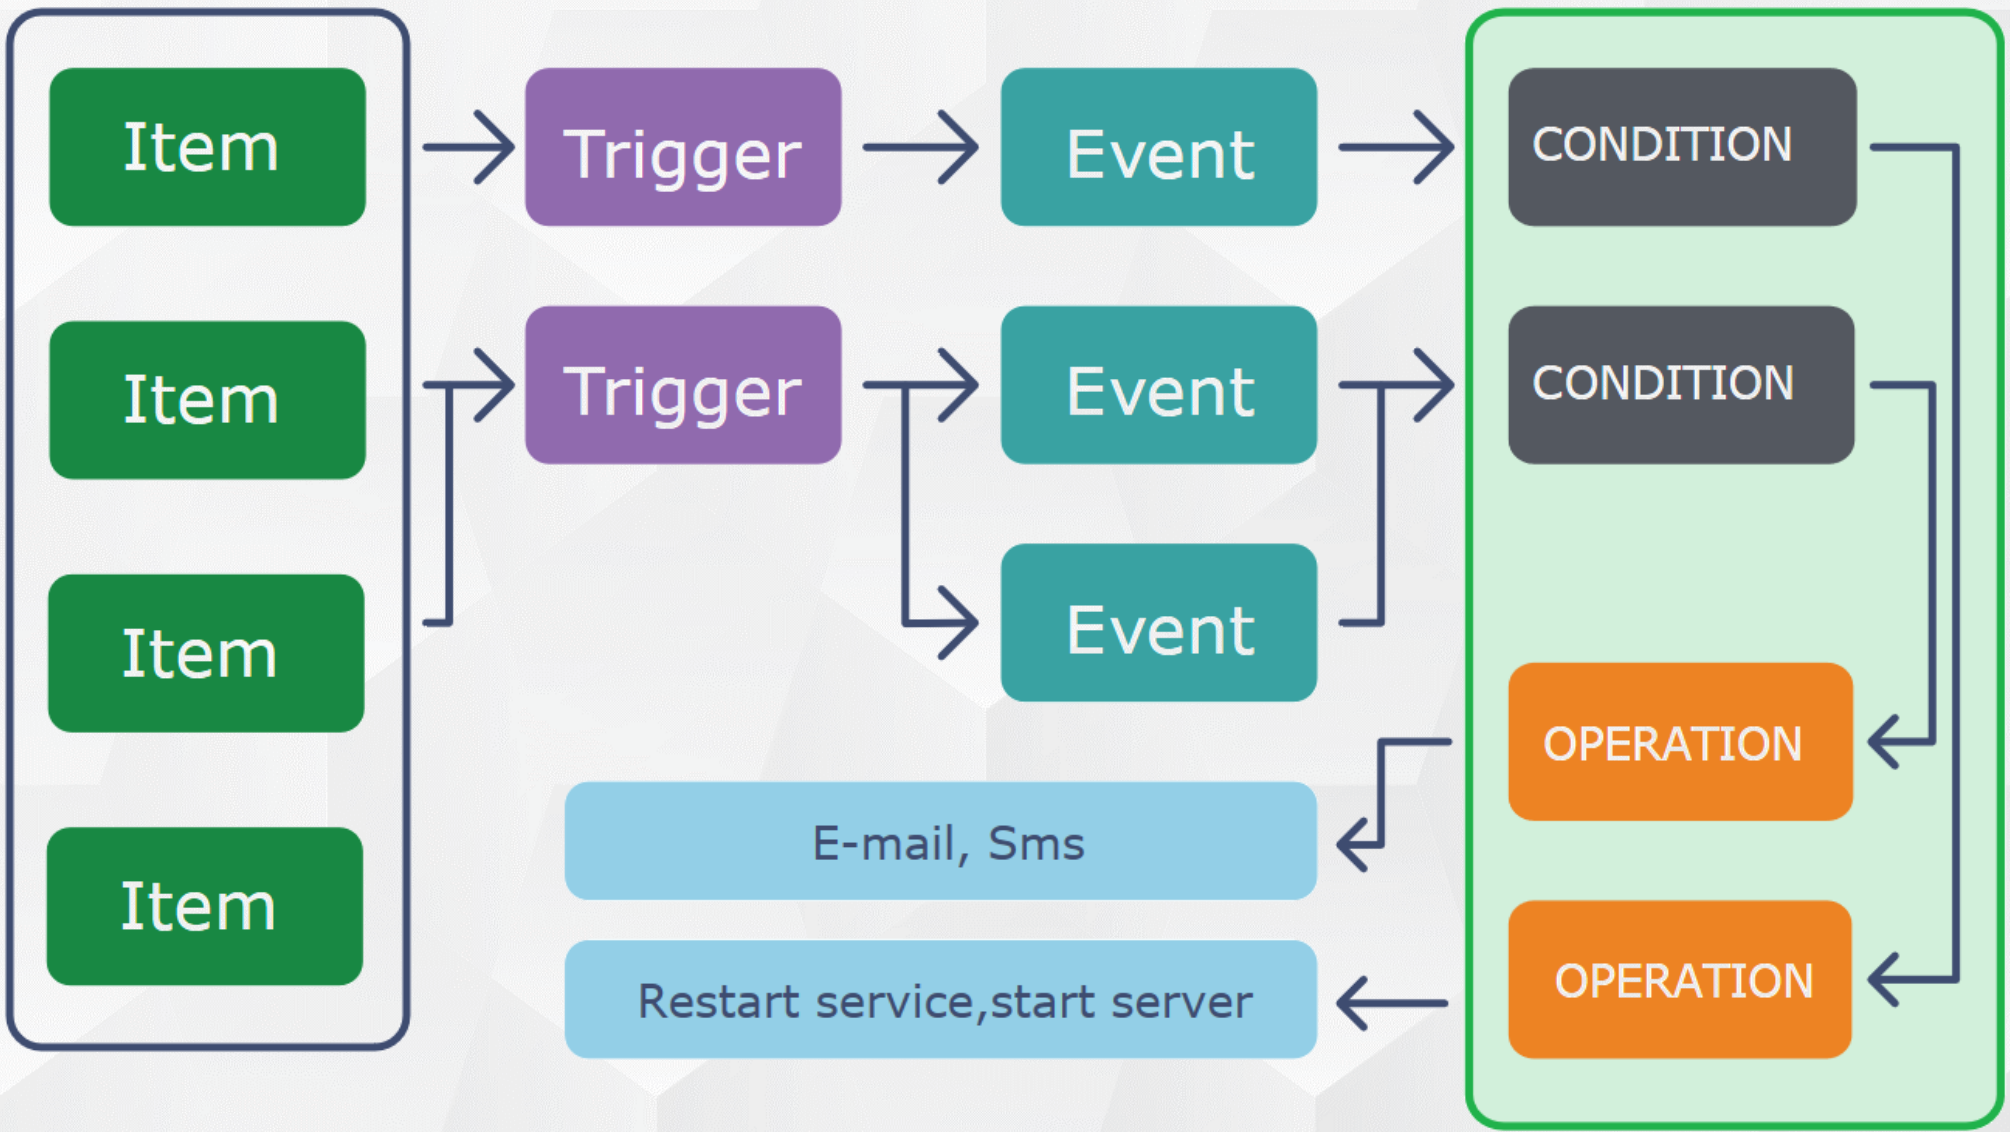 Item
Trigger
Event
CONDITION
Item
Trigger
Event
CONDITION
Item
Event
OPERATION
E-mail, Sms
Item
OPERATION
Restart service,start server